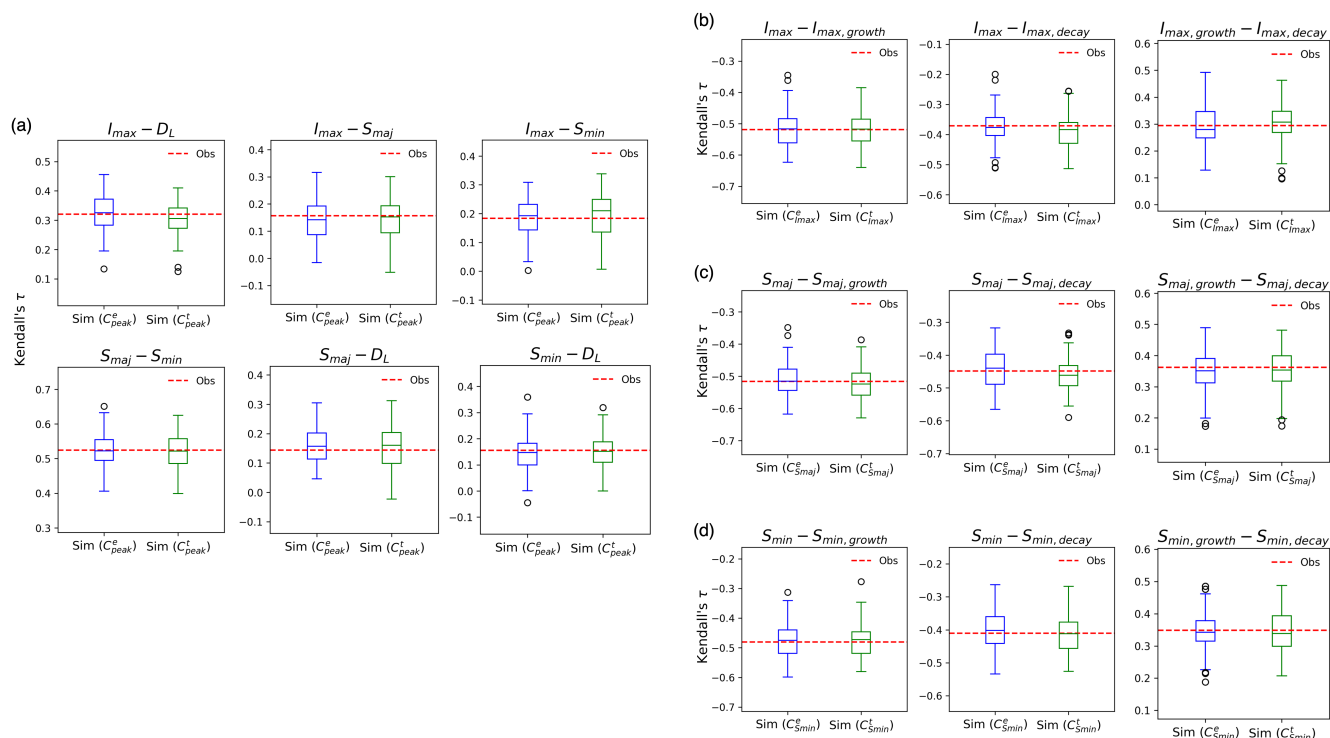 (a)
Kendall's τ
I_max − D_L
Obs
0.5
0.4
0.3
0.2
0.1
Sim (C^e_peak) Sim (C^t_peak)
I_max − S_maj
Obs
0.4
0.3
0.2
0.1
0.0
−0.1
Sim (C^e_peak) Sim (C^t_peak)
I_max − S_min
Obs
0.4
0.3
0.2
0.1
0.0
−0.1
Sim (C^e_peak) Sim (C^t_peak)
S_maj − S_min
Obs
0.7
0.6
0.5
0.4
0.3
Sim (C^e_peak) Sim (C^t_peak)
S_maj − D_L
Obs
0.4
0.3
0.2
0.1
0.0
−0.1
Sim (C^e_peak) Sim (C^t_peak)
S_min − D_L
Obs
0.4
0.3
0.2
0.1
0.0
−0.1
Sim (C^e_peak) Sim (C^t_peak)
(b)
Kendall's τ
I_max − I_max, growth
Obs
−0.3
−0.4
−0.5
−0.6
−0.7
Sim (C^e_Imax) Sim (C^t_Imax)
I_max − I_max, decay
Obs
−0.1
−0.2
−0.3
−0.4
−0.5
−0.6
Sim (C^e_Imax) Sim (C^t_Imax)
I_max, growth − I_max, decay
Obs
0.6
0.5
0.4
0.3
0.2
0.1
0.0
Sim (C^e_Imax) Sim (C^t_Imax)
(c)
Kendall's τ
S_maj − S_maj, growth
Obs
−0.3
−0.4
−0.5
−0.6
−0.7
Sim (C^e_Smaj) Sim (C^t_Smaj)
S_maj − S_maj, decay
Obs
−0.3
−0.4
−0.5
−0.6
−0.7
Sim (C^e_Smaj) Sim (C^t_Smaj)
S_maj, growth − S_maj, decay
Obs
0.6
0.5
0.4
0.3
0.2
0.1
Sim (C^e_Smaj) Sim (C^t_Smaj)
(d)
Kendall's τ
S_min − S_min, growth
Obs
−0.2
−0.3
−0.4
−0.5
−0.6
−0.7
Sim (C^e_Smin) Sim (C^t_Smin)
S_min − S_min, decay
Obs
−0.2
−0.3
−0.4
−0.5
−0.6
Sim (C^e_Smin) Sim (C^t_Smin)
S_min, growth − S_min, decay
Obs
0.6
0.5
0.4
0.3
0.2
0.1
Sim (C^e_Smin) Sim (C^t_Smin)